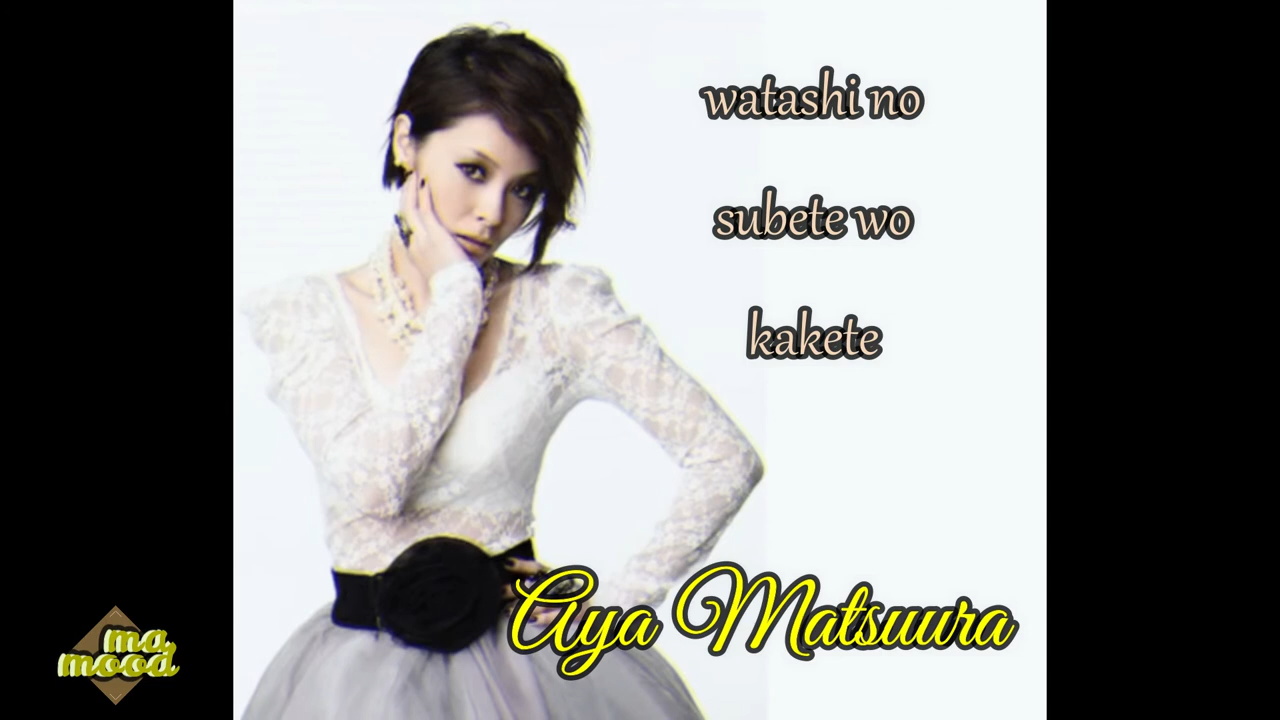 watashi no
subete wo
kakete
Aya Matsuura
ma
mood